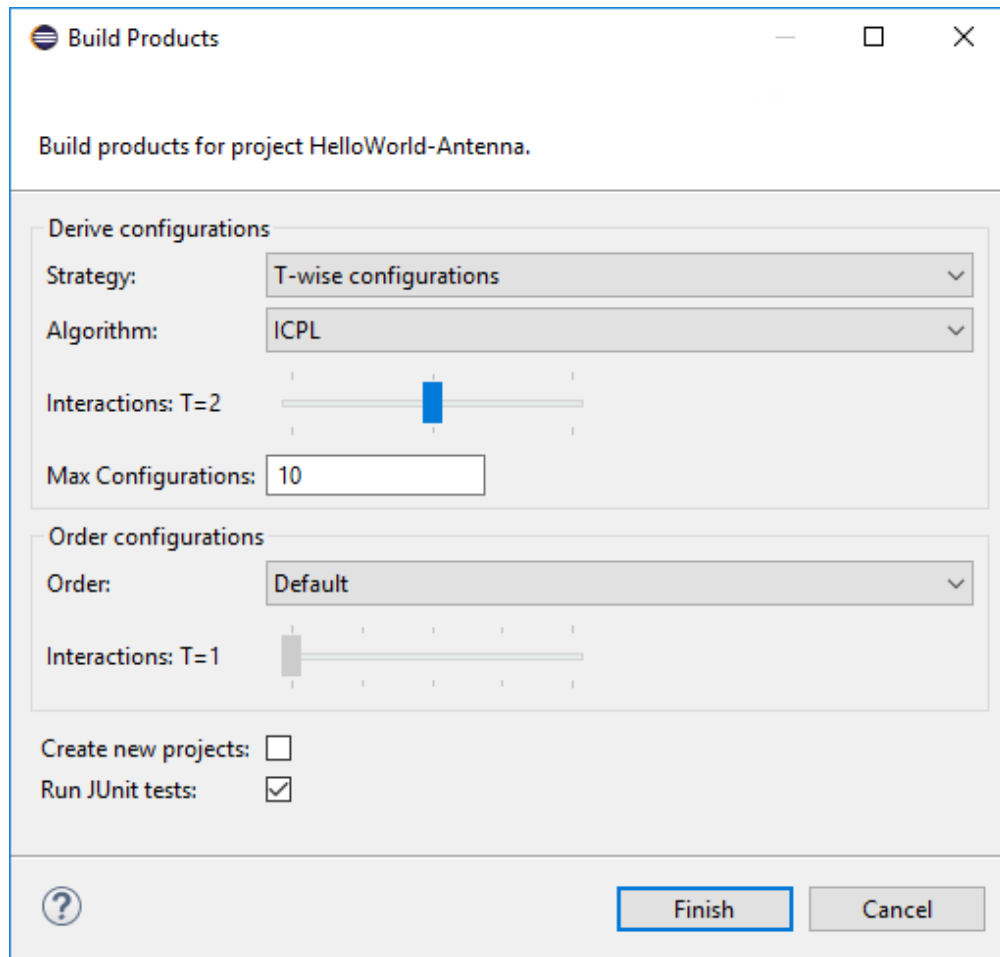 Build Products
Build products for project HelloWorld-Antenna.
Derive configurations
Strategy: T-wise configurations
Algorithm: ICPL
Interactions: T=2
Max Configurations: 10
Order configurations
Order: Default
Interactions: T=1
Create new projects:
Run JUnit tests:
? Finish Cancel